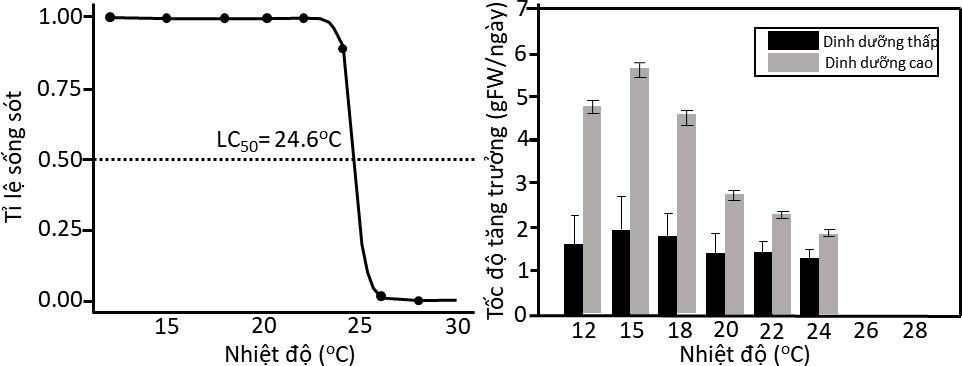 1.00
0.75
0.50
0.25
0.00
Tỉ lệ sống sót
LC50= 24.6oC
15 20 25 30
Nhiệt độ (oC)
7
6
5
4
3
2
1
0
Tốc độ tăng trưởng (gFW/ngày)
Dinh dưỡng thấp
Dinh dưỡng cao
12 15 18 20 22 24 26 28
Nhiệt độ (oC)